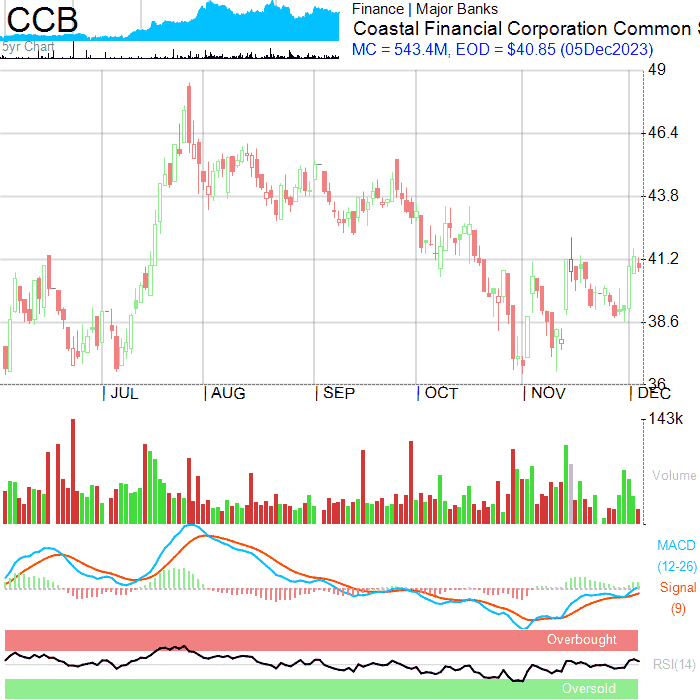 CCB
5yr Chart
Finance | Major Banks
Coastal Financial Corporation Common S
MC = 543.4M, EOD = $40.85 (05Dec2023)
49
46.4
43.8
41.2
38.6
36
| JUL | AUG | SEP | OCT | NOV | DEC
143k
Volume
MACD
(12-26)
Signal
(9)
Overbought
RSI(14)
Oversold